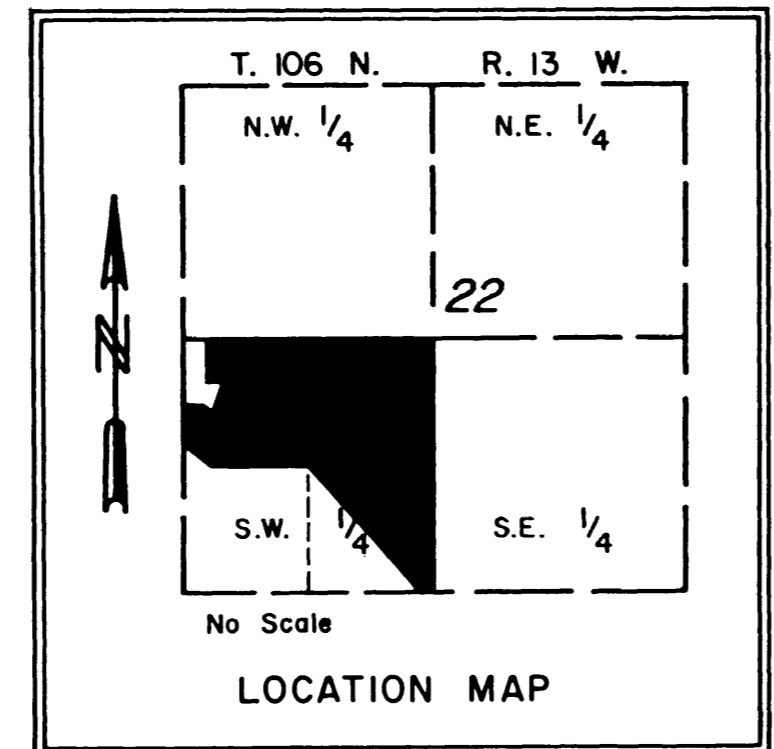 T. 106 N. R. 13 W.
N.W. 1/4 N.E. 1/4
22
N
S.W. 1/4 S.E. 1/4
No Scale
LOCATION MAP